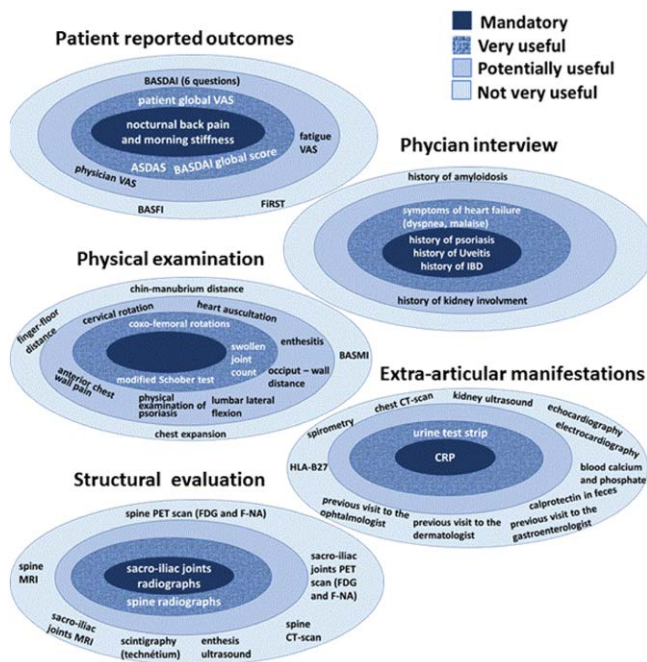 Mandatory
Very useful
Potentially useful
Not very useful
Patient reported outcomes
BASDAI (6 questions)
patient global VAS
nocturnal back pain
and morning stiffness
fatigue
VAS
ASDAS
BASDAI global score
physician VAS
BASFI
FiRST
Phycian interview
history of amyloidosis
symptoms of heart failure
(dyspnea, malaise)
history of psoriasis
history of Uveitis
history of IBD
history of kidney involvment
Physical examination
chin-manubrium distance
cervical rotation
heart auscultation
finger-floor
distance
coxo-femoral rotations
swollen
joint
count
enthesitis
BASMI
occiput – wall
distance
modified Schober test
anterior chest
wall pain
physical
examination of
psoriasis
lumbar lateral
flexion
chest expansion
Extra-articular manifestations
chest CT-scan
kidney ultrasound
echocardiography
electrocardiography
spirometry
urine test strip
CRP
HLA-B27
blood calcium
and phosphate
calprotectin in feces
previous visit to the
ophtalmologist
previous visit to the
dermatologist
previous visit to the
gastroenterologist
Structural evaluation
spine PET scan (FDG and F-NA)
spine
MRI
sacro-iliac joints
radiographs
spine radiographs
sacro-iliac
joints PET
scan (FDG
and F-NA)
sacro-iliac
joints MRI
scintigraphy
(technétium)
enthesis
ultrasound
spine
CT-scan